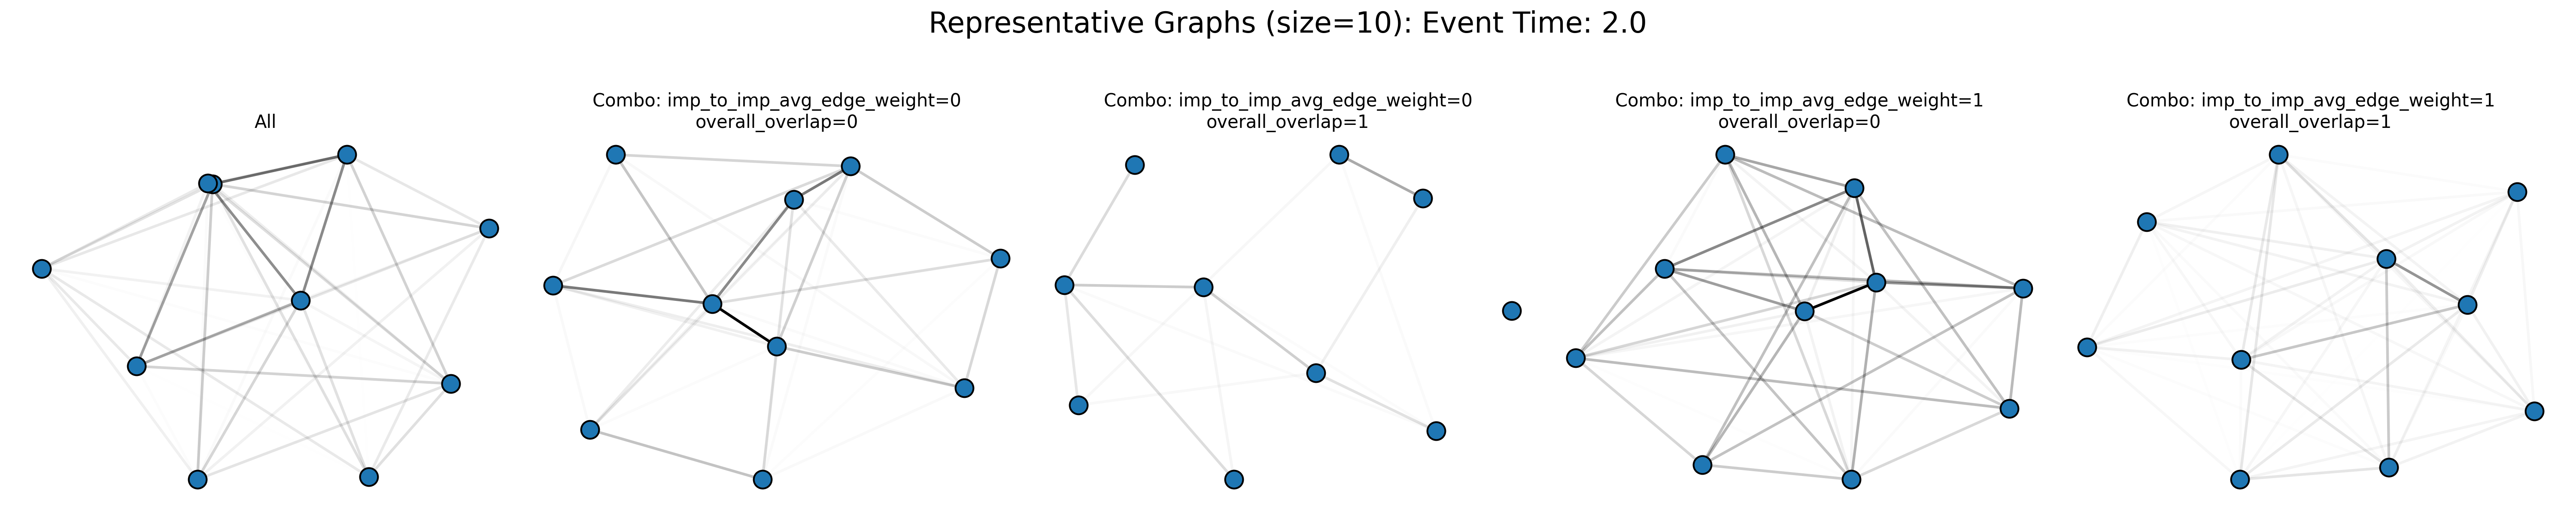 Representative Graphs (size=10): Event Time: 2.0
All
Combo: imp_to_imp_avg_edge_weight=0
overall_overlap=0
Combo: imp_to_imp_avg_edge_weight=0
overall_overlap=1
Combo: imp_to_imp_avg_edge_weight=1
overall_overlap=0
Combo: imp_to_imp_avg_edge_weight=1
overall_overlap=1